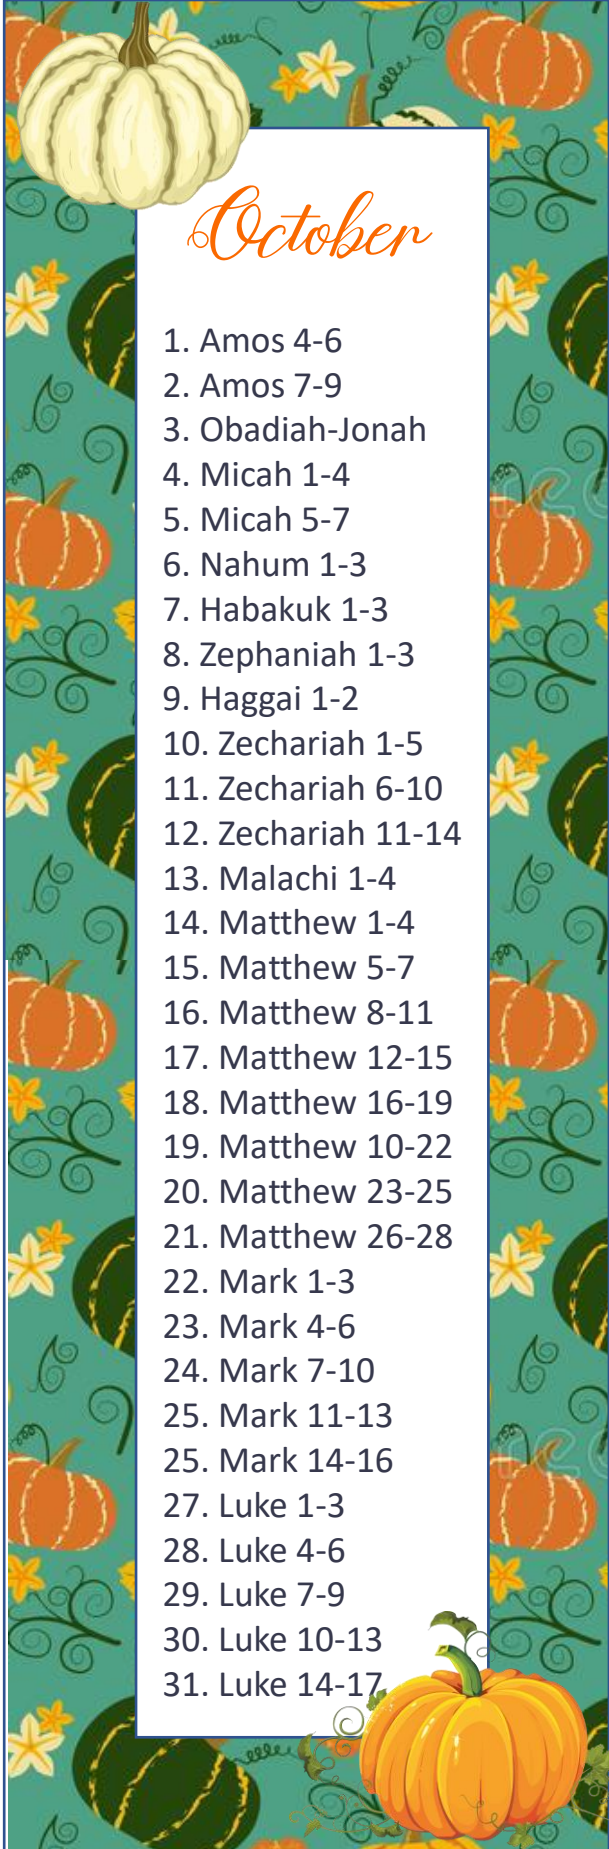 October
1. Amos 4-6
2. Amos 7-9
3. Obadiah-Jonah
4. Micah 1-4
5. Micah 5-7
6. Nahum 1-3
7. Habakuk 1-3
8. Zephaniah 1-3
9. Haggai 1-2
10. Zechariah 1-5
11. Zechariah 6-10
12. Zechariah 11-14
13. Malachi 1-4
14. Matthew 1-4
15. Matthew 5-7
16. Matthew 8-11
17. Matthew 12-15
18. Matthew 16-19
19. Matthew 10-22
20. Matthew 23-25
21. Matthew 26-28
22. Mark 1-3
23. Mark 4-6
24. Mark 7-10
25. Mark 11-13
25. Mark 14-16
27. Luke 1-3
28. Luke 4-6
29. Luke 7-9
30. Luke 10-13
31. Luke 14-17